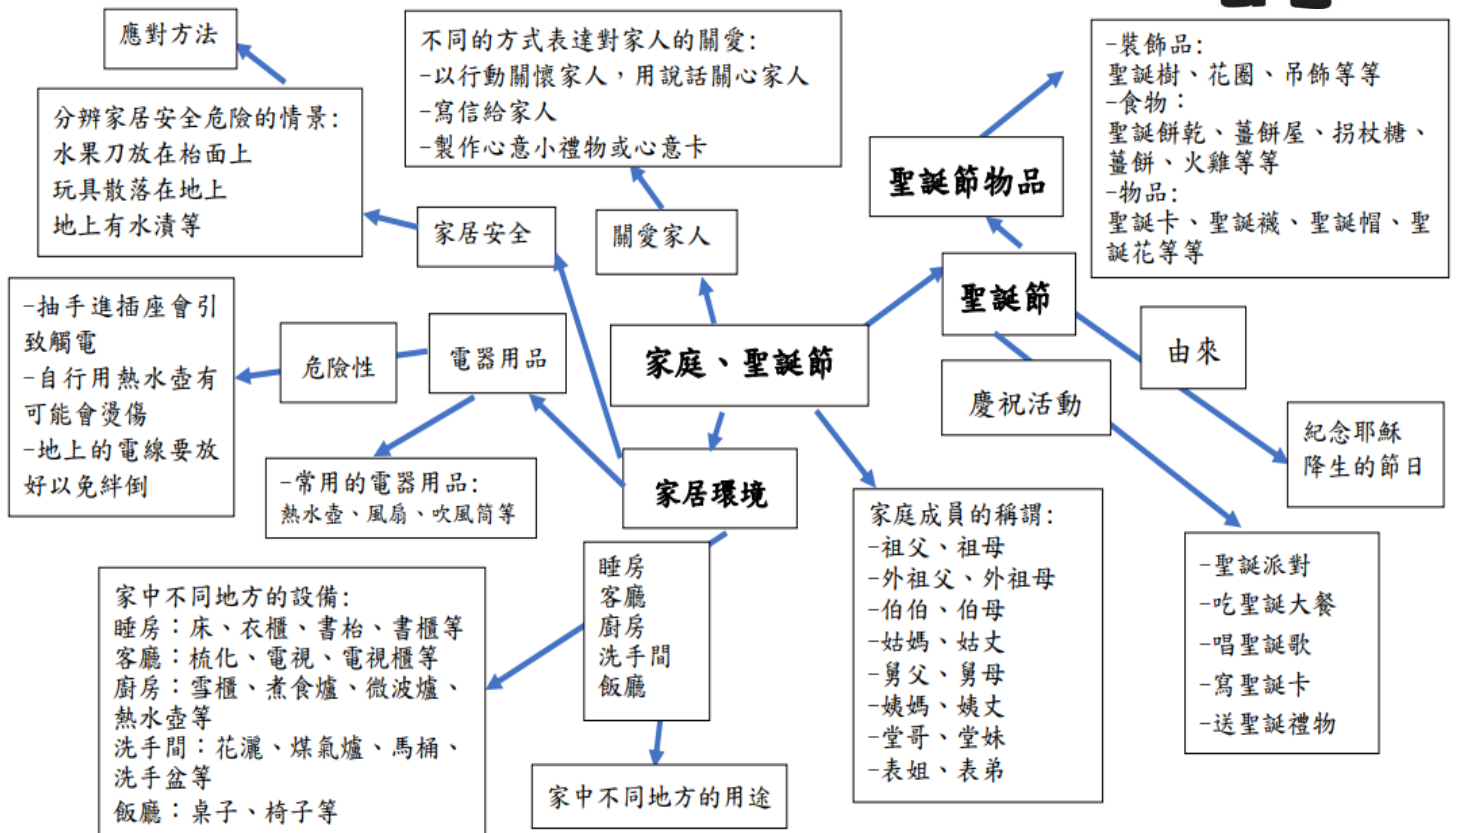 應對方法
分辨家居安全危險的情景:
水果刀放在枱面上
玩具散落在地上
地上有水漬等
不同的方式表達對家人的關愛:
-以行動關懷家人，用說話關心家人
-寫信給家人
-製作心意小禮物或心意卡
家居安全
關愛家人
聖誕節物品
-裝飾品:
聖誕樹、花圈、吊飾等等
-食物：
聖誕餅乾、薑餅屋、拐杖糖、
薑餅、火雞等等
-物品:
聖誕卡、聖誕襪、聖誕帽、聖
誕花等等
聖誕節
由來
紀念耶穌
降生的節日
慶祝活動
-聖誕派對
-吃聖誕大餐
-唱聖誕歌
-寫聖誕卡
-送聖誕禮物
家庭、聖誕節
電器用品
危險性
-抽手進插座會引
致觸電
-自行用熱水壺有
可能會燙傷
-地上的電線要放
好以免絆倒
-常用的電器用品:
熱水壺、風扇、吹風筒等
家居環境
睡房
客廳
廚房
洗手間
飯廳
家中不同地方的設備:
睡房：床、衣櫃、書枱、書櫃等
客廳：梳化、電視、電視櫃等
廚房：雪櫃、煮食爐、微波爐、
熱水壺等
洗手間：花灑、煤氣爐、馬桶、
洗手盆等
飯廳：桌子、椅子等
家中不同地方的用途
家庭成員的稱謂:
-祖父、祖母
-外祖父、外祖母
-伯伯、伯母
-姑媽、姑丈
-舅父、舅母
-姨媽、姨丈
-堂哥、堂妹
-表姐、表弟